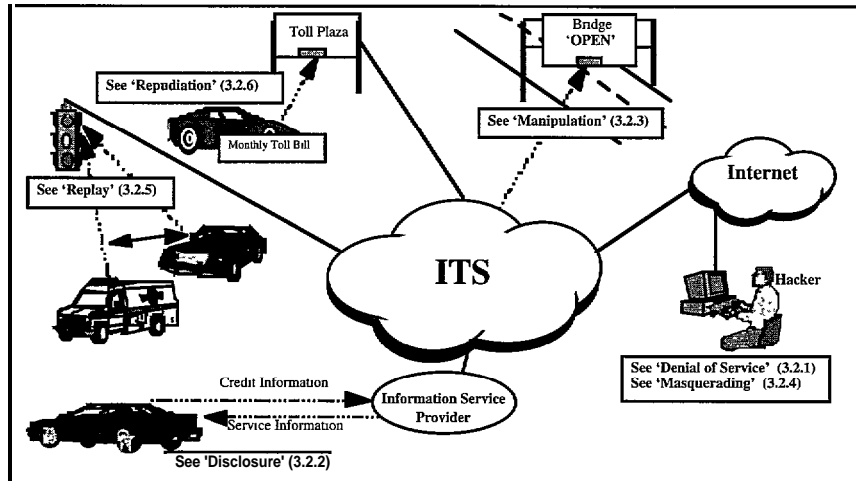 Toll Plaza
Bridge
'OPEN'
See 'Repudiation' (3.2.6)
See 'Manipulation' (3.2.3)
Monthly Toll Bill
See 'Replay' (3.2.5)
Internet
ITS
Hacker
See 'Denial of Service' (3.2.1)
See 'Masquerading' (3.2.4)
Credit Information
Information Service
Provider
Service Information
See 'Disclosure' (3.2.2)